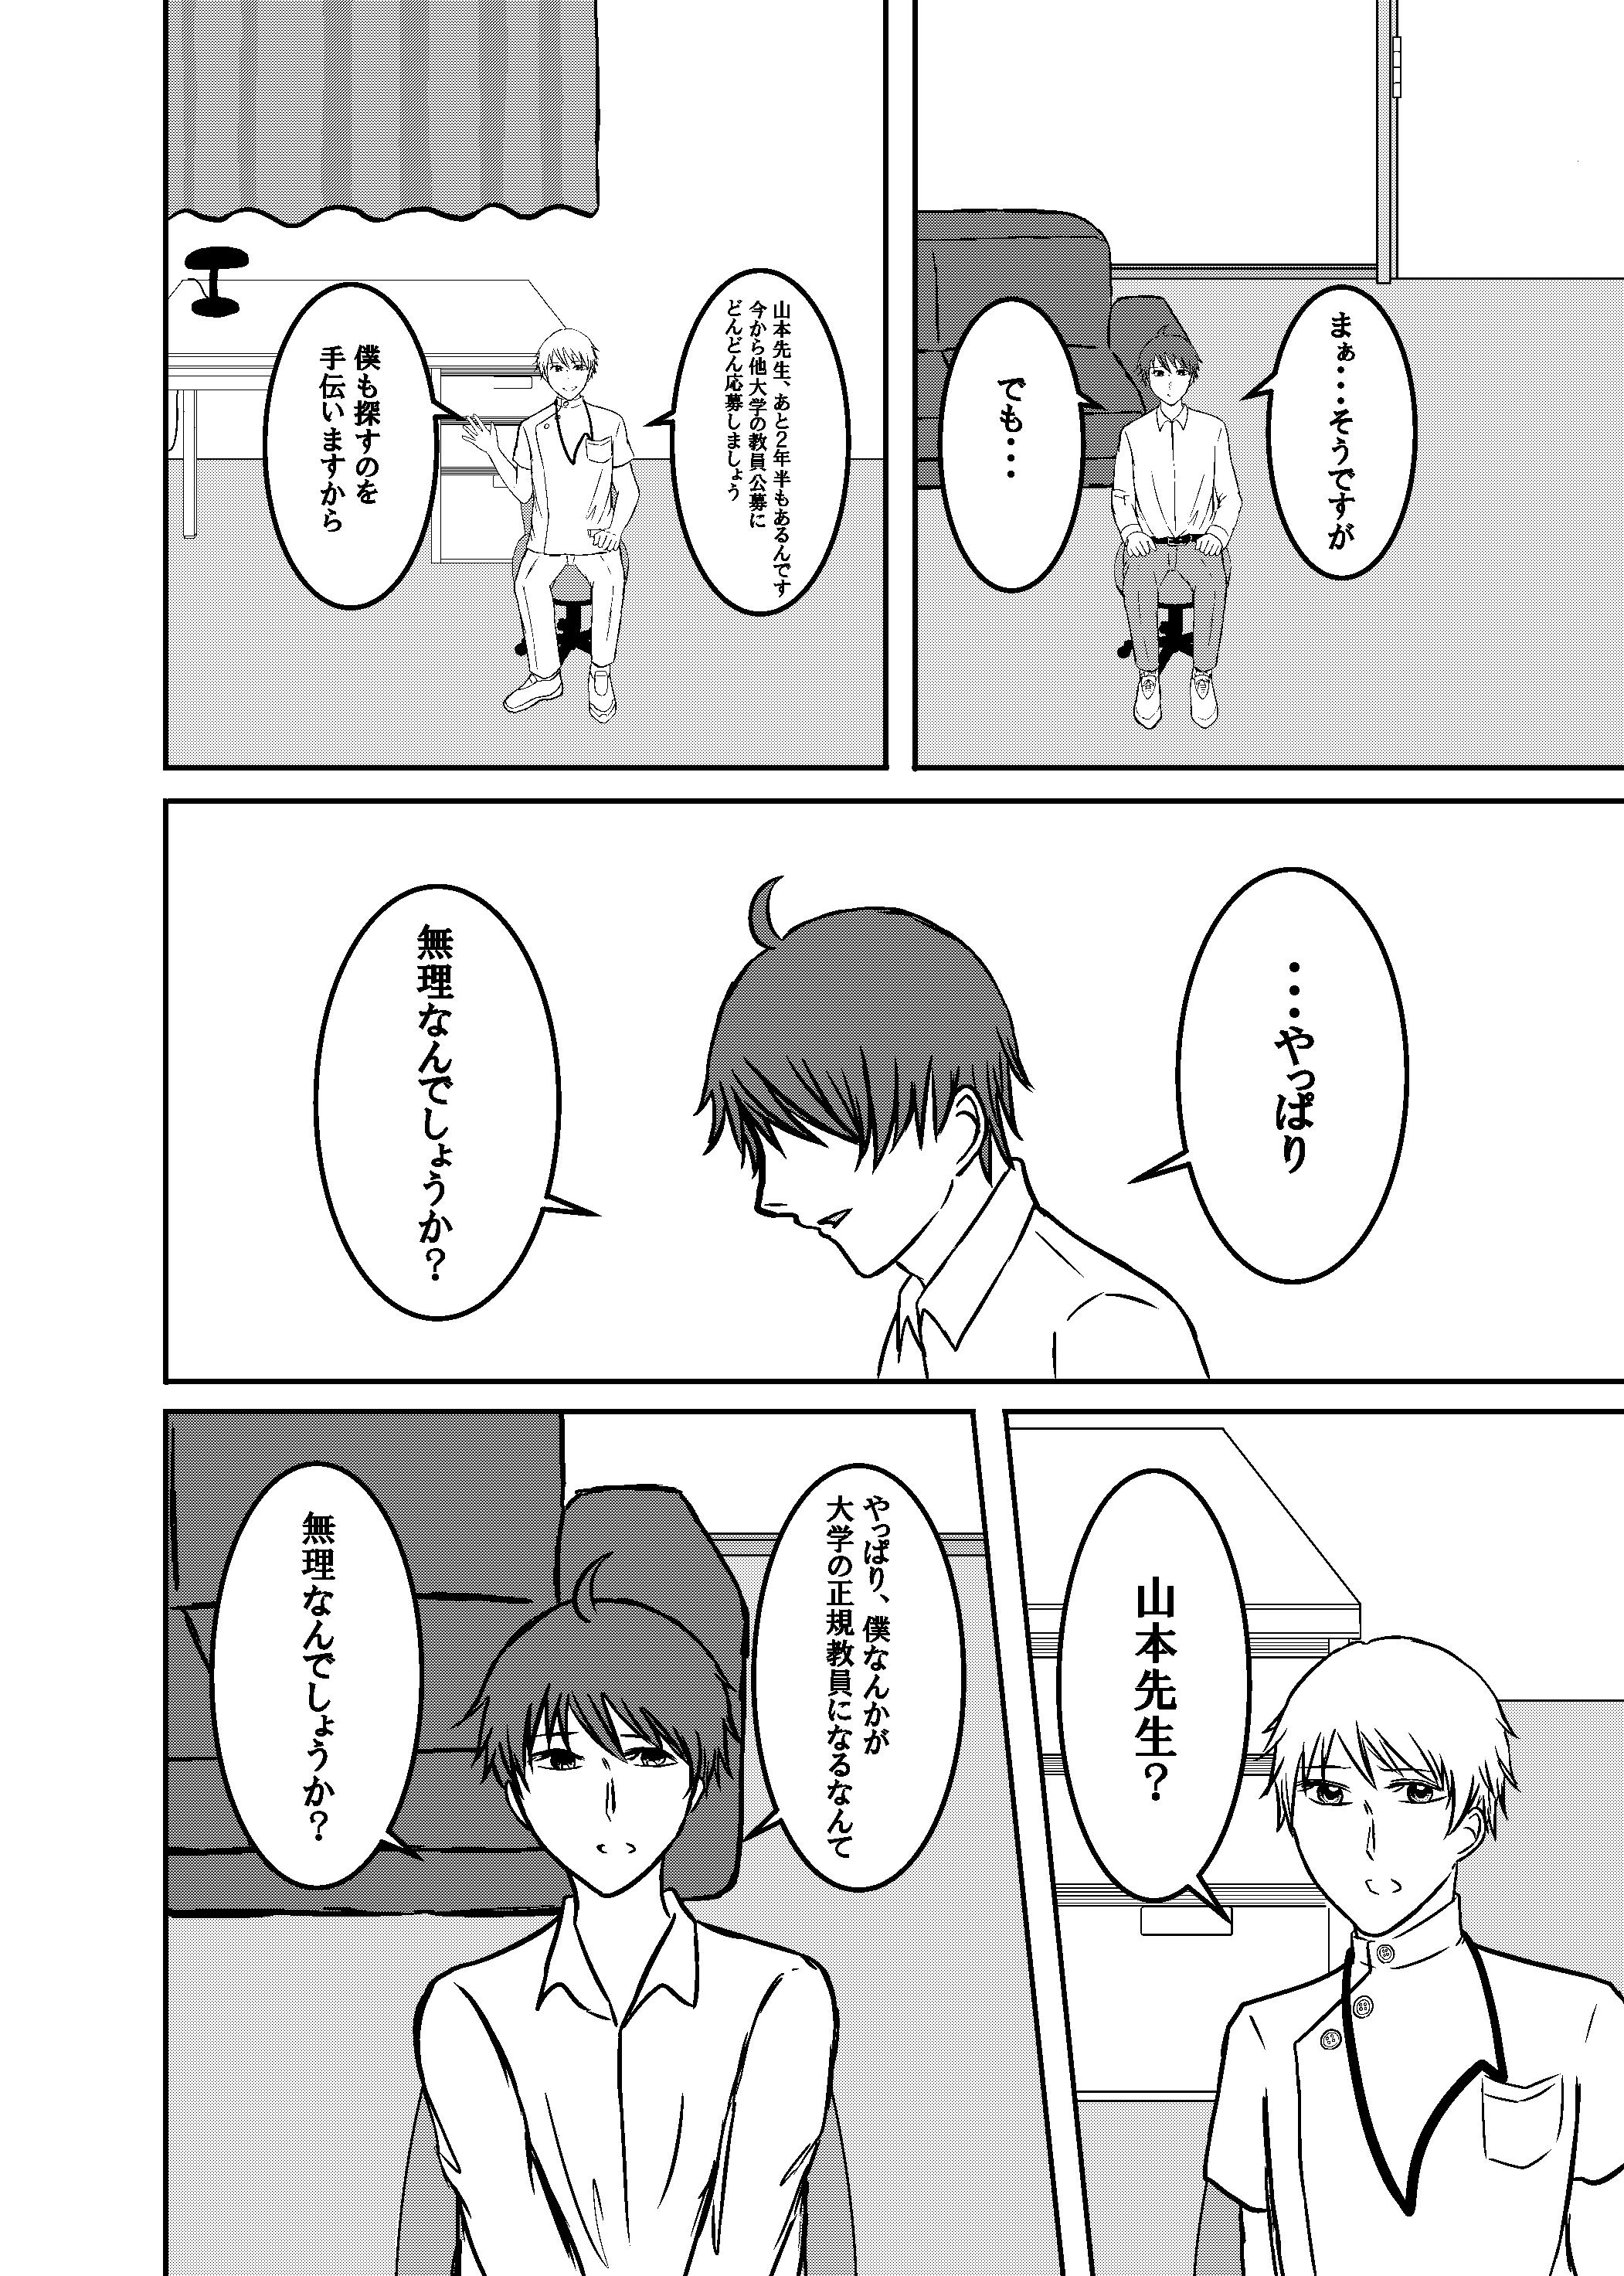 まぁ・・・そうですが
でも・・・
山本先生、あと2年半もあるんです
今から他大学の教員公募に
どんどん応募しましょう
僕も探すのを
手伝いますから
・・・やっぱり
無理なんでしょうか？
山本先生？
やっぱり、僕なんかが
大学の正規教員になるなんて
無理なんでしょうか？